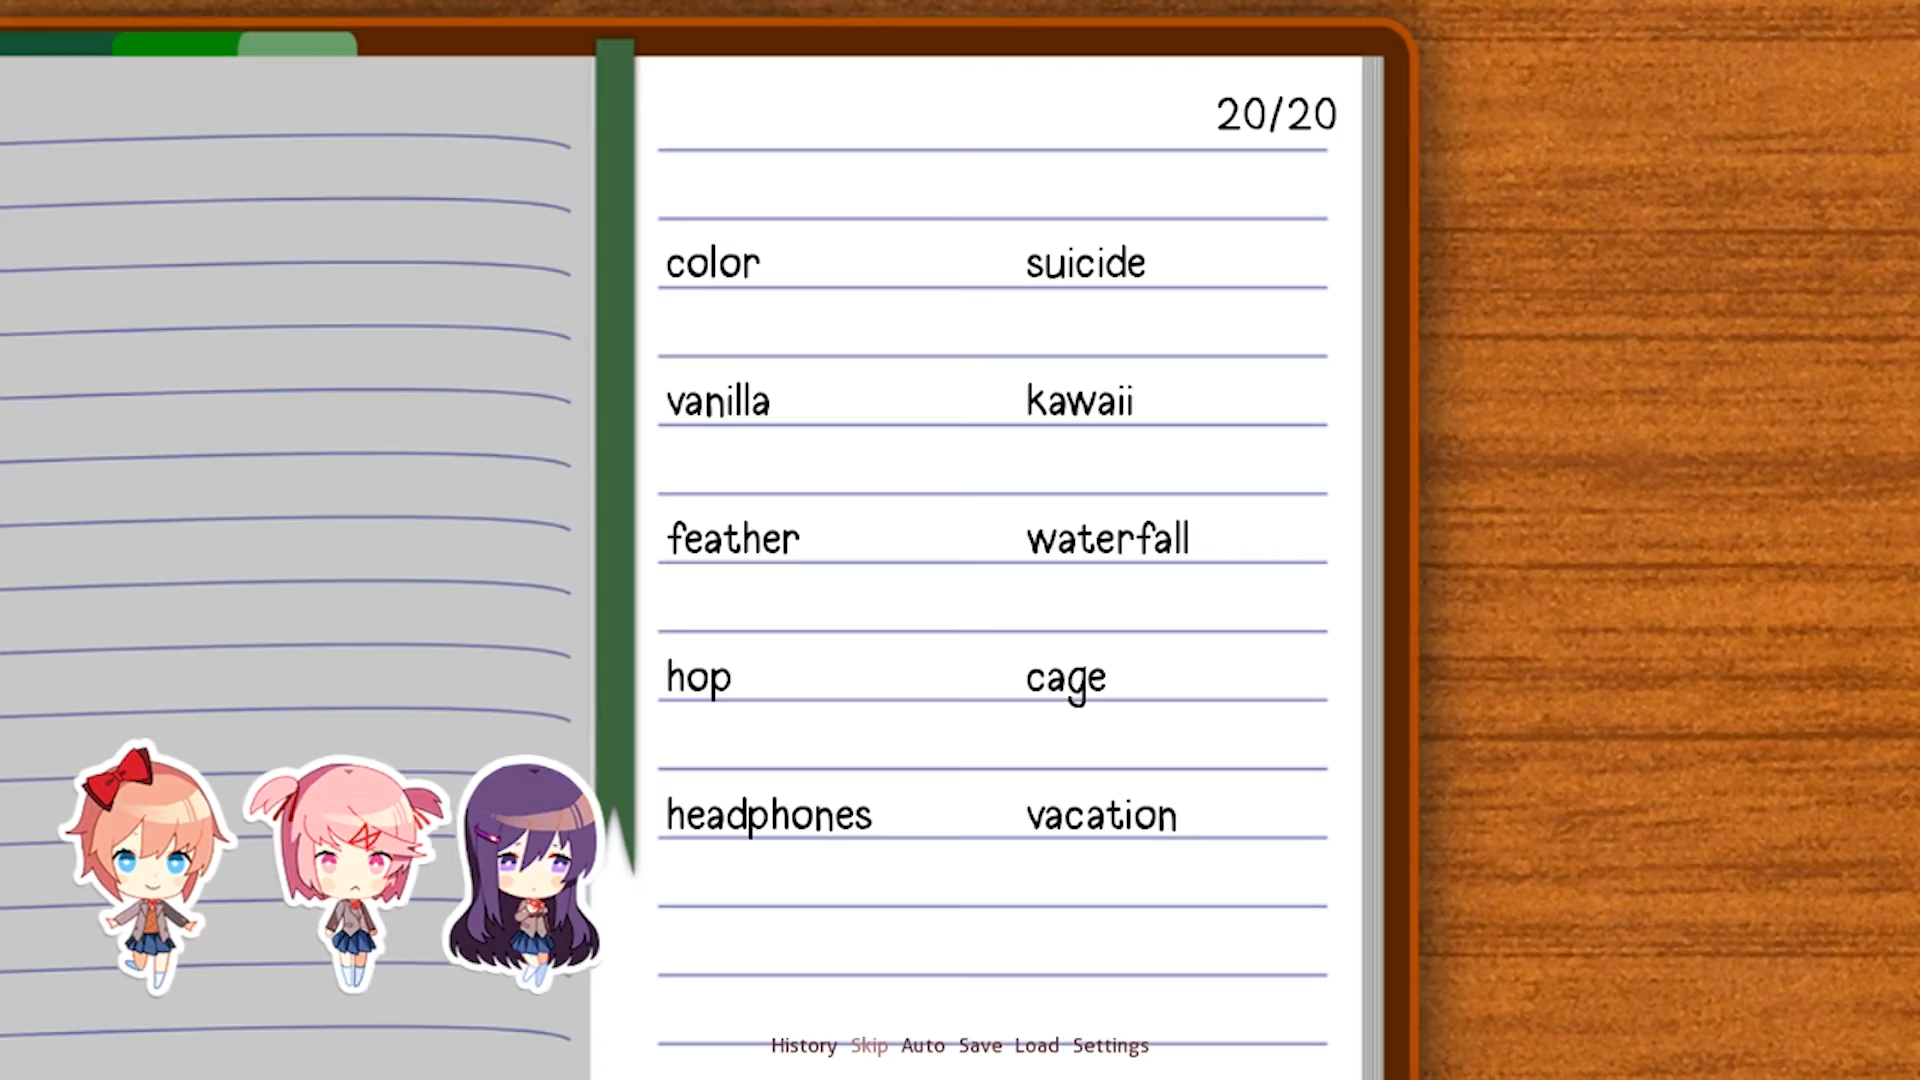 20/20
color suicide
vanilla kawaii
feather waterfall
hop cage
headphones vacation
History Skip Auto Save Load Settings